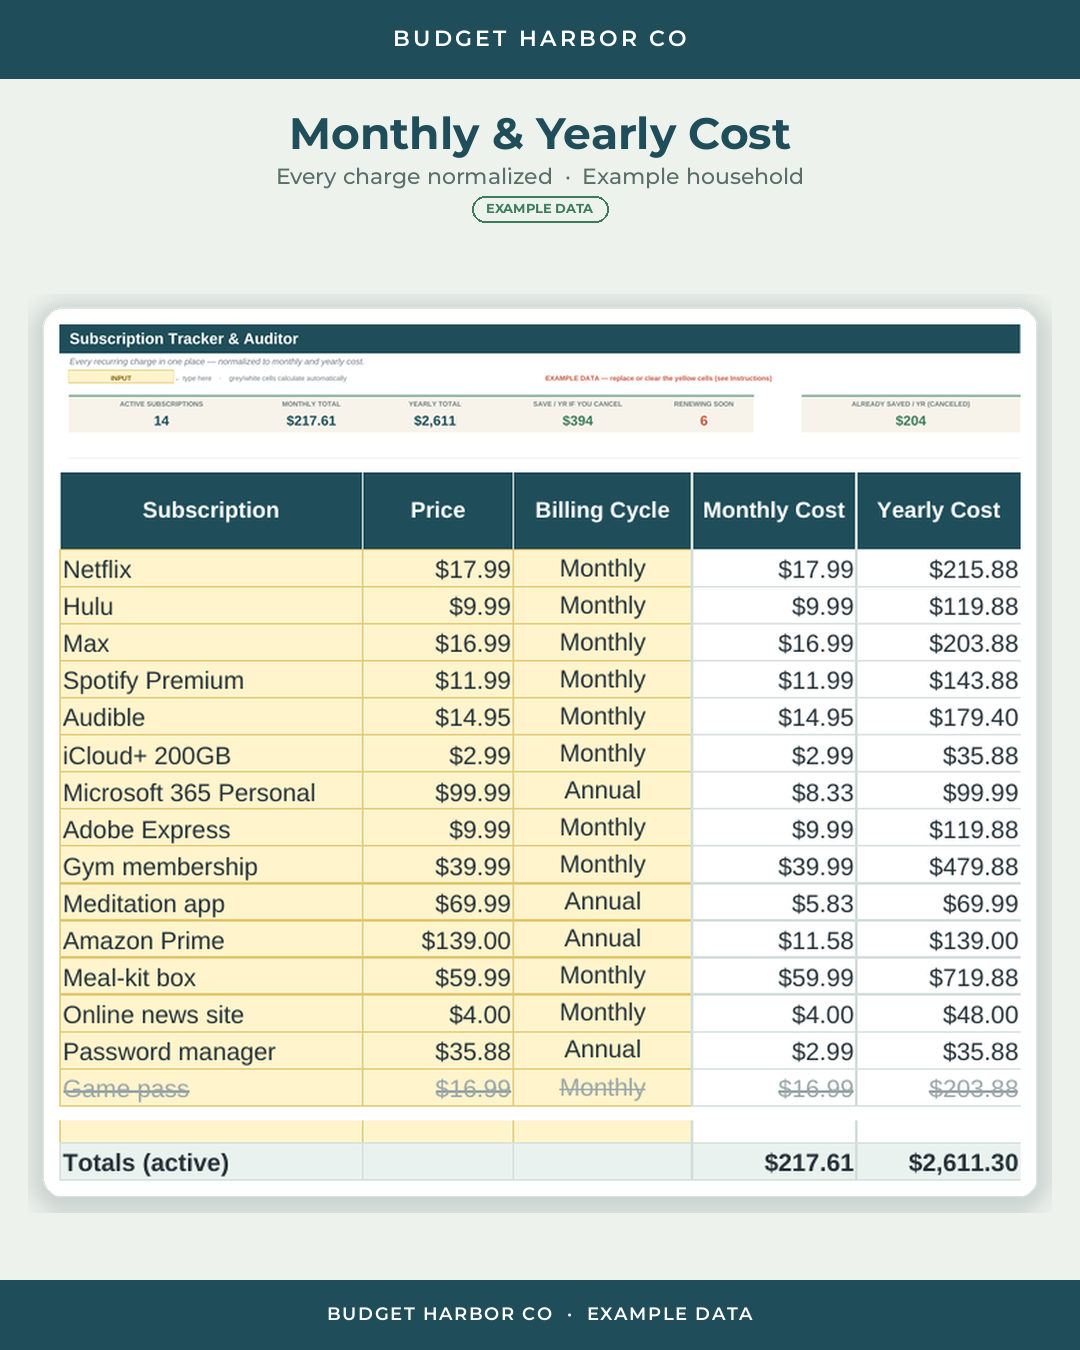 BUDGET HARBOR CO
Monthly & Yearly Cost
Every charge normalized · Example household
EXAMPLE DATA
Subscription Tracker & Auditor
Every recurring charge in one place — normalized to monthly and yearly cost.
INPUT ← type here · grey/white cells calculate automatically EXAMPLE DATA — replace or clear the yellow cells (see Instructions)
ACTIVE SUBSCRIPTIONS MONTHLY TOTAL YEARLY TOTAL SAVE / YR IF YOU CANCEL RENEWING SOON ALREADY SAVED / YR (CANCELED)
14 $217.61 $2,611 $394 6 $204
Subscription Price Billing Cycle Monthly Cost Yearly Cost
Netflix $17.99 Monthly $17.99 $215.88
Hulu $9.99 Monthly $9.99 $119.88
Max $16.99 Monthly $16.99 $203.88
Spotify Premium $11.99 Monthly $11.99 $143.88
Audible $14.95 Monthly $14.95 $179.40
iCloud+ 200GB $2.99 Monthly $2.99 $35.88
Microsoft 365 Personal $99.99 Annual $8.33 $99.99
Adobe Express $9.99 Monthly $9.99 $119.88
Gym membership $39.99 Monthly $39.99 $479.88
Meditation app $69.99 Annual $5.83 $69.99
Amazon Prime $139.00 Annual $11.58 $139.00
Meal-kit box $59.99 Monthly $59.99 $719.88
Online news site $4.00 Monthly $4.00 $48.00
Password manager $35.88 Annual $2.99 $35.88
Game pass $16.99 Monthly $16.99 $203.88
Totals (active) $217.61 $2,611.30
BUDGET HARBOR CO · EXAMPLE DATA